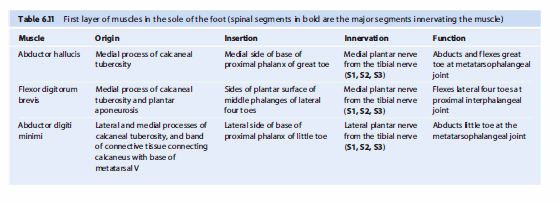 Table 6.11 First layer of muscles in the sole of the foot (spinal segments in bold are the major segments innervating the muscle)
Muscle Origin Insertion Innervation Function
Abductor hallucis Medial process of calcaneal Medial side of base of Medial plantar nerve Abducts and flexes great
tuberosity proximal phalanx of great toe from the tibial nerve toe at metatarsophalangeal
(S1, S2, S3) joint
Flexor digitorum Medial process of calcaneal Sides of plantar surface of Medial plantar nerve Flexes lateral four toes at
brevis tuberosity and plantar middle phalanges of lateral from the tibial nerve proximal interphalangeal
aponeurosis four toes (S1, S2, S3) joint
Abductor digiti Lateral and medial processes of Lateral side of base of Lateral plantar nerve Abducts little toe at the
minimi calcaneal tuberosity, and band proximal phalanx of little toe from the tibial nerve metatarsophalangeal joint
of connective tissue connecting (S1, S2, S3)
calcaneus with base of
metatarsal V